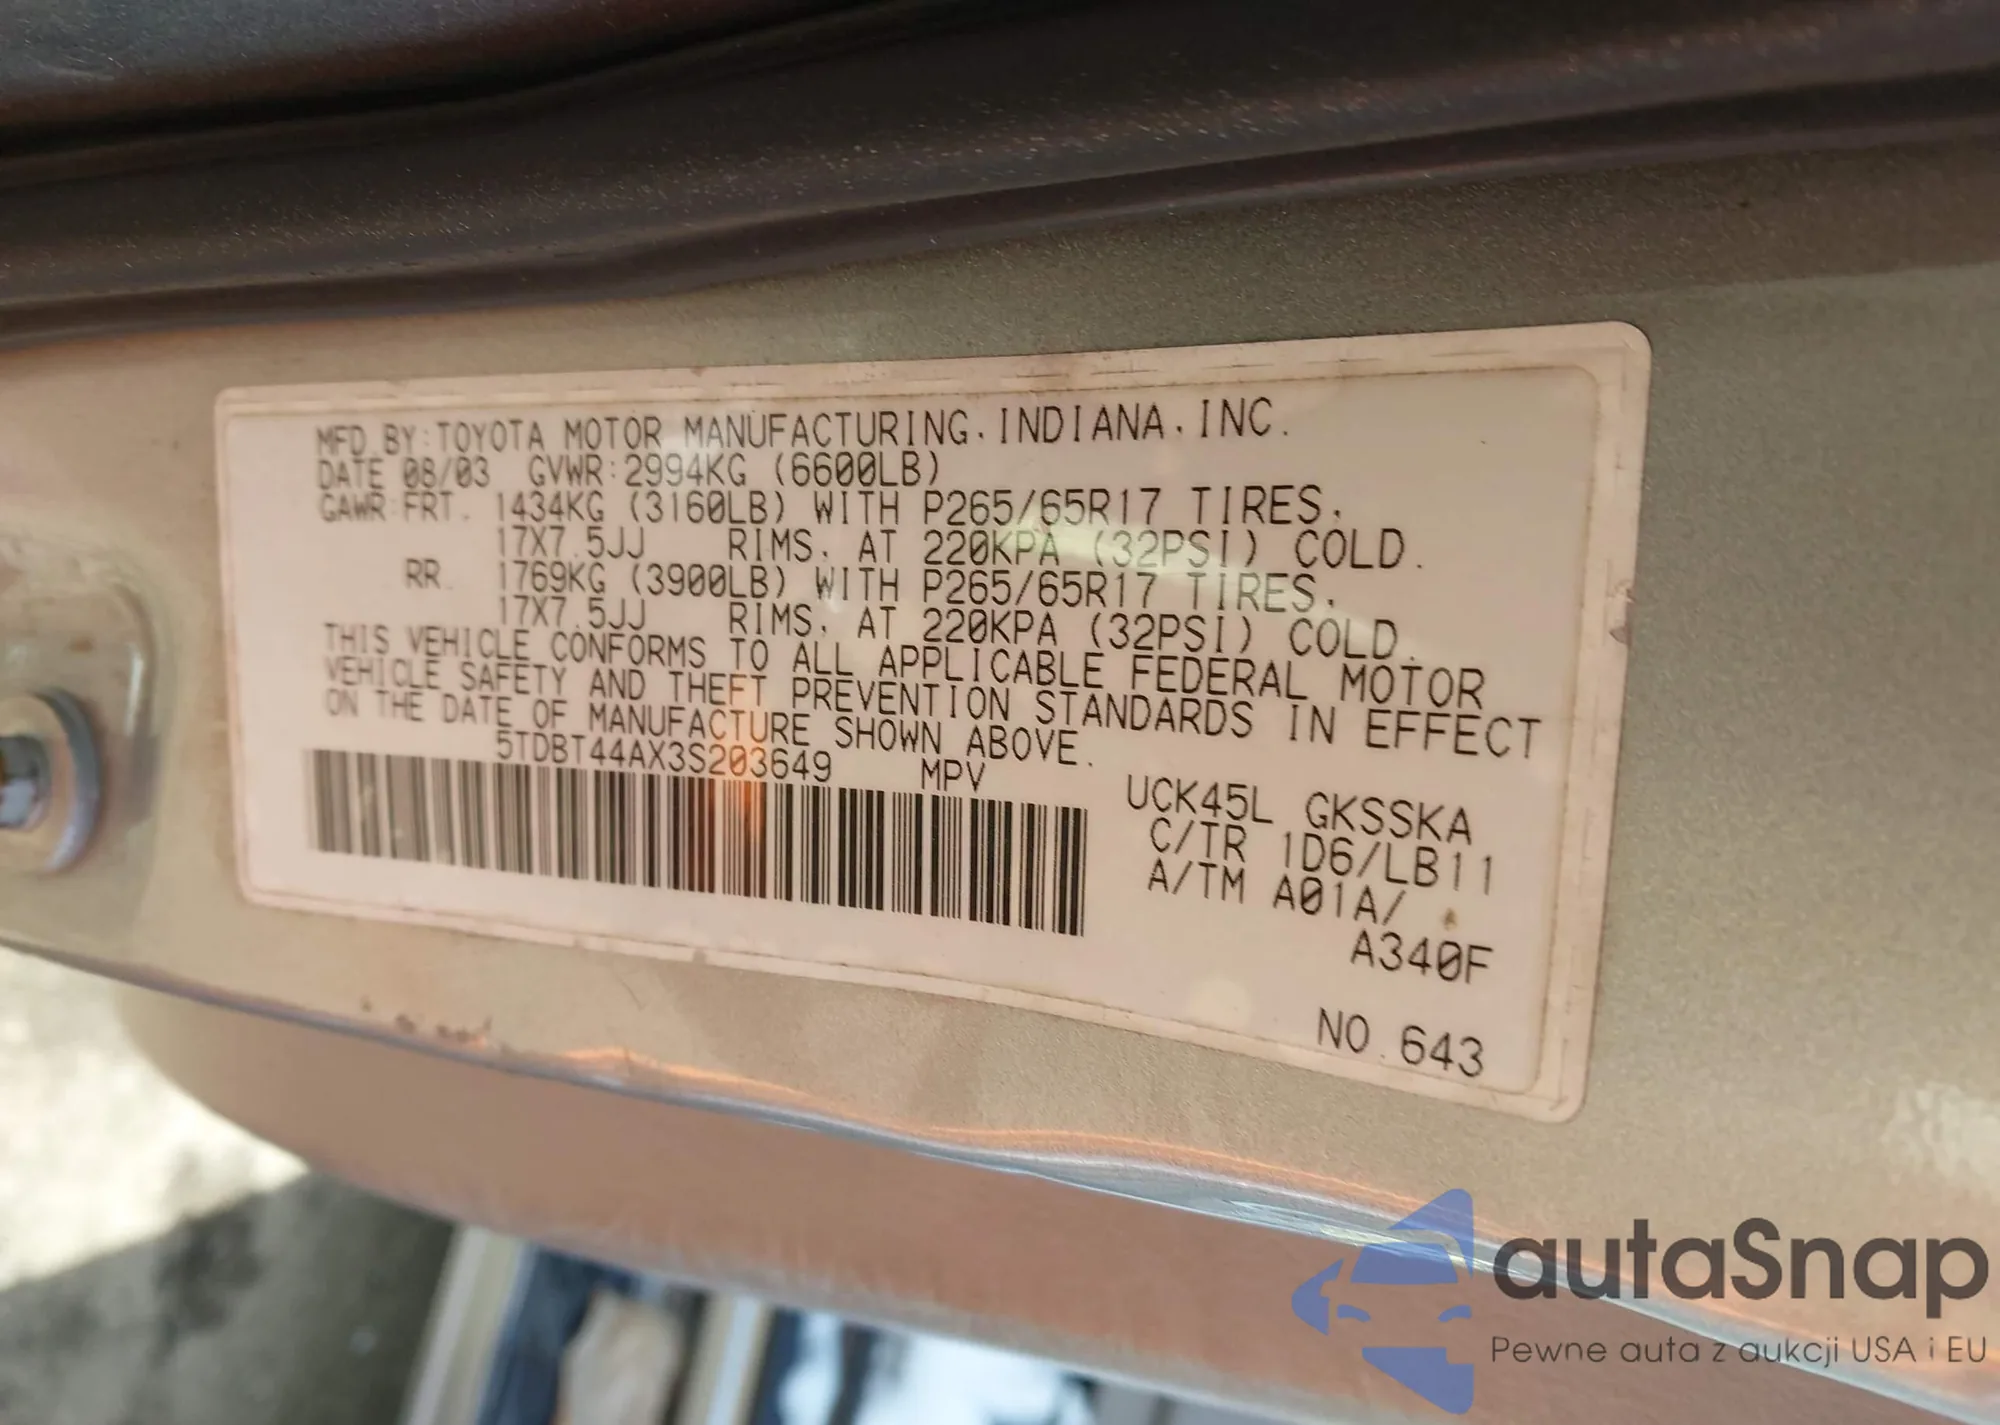 MFD BY:TOYOTA MOTOR MANUFACTURING, INDIANA, INC.
DATE 08/03 GVWR:2994KG (6600LB)
GAWR:FRT. 1434KG (3160LB) WITH P265/65R17 TIRES,
17X7.5JJ RIMS, AT 220KPA (32PSI) COLD.
RR. 1769KG (3900LB) WITH P265/65R17 TIRES,
17X7.5JJ RIMS, AT 220KPA (32PSI) COLD.
THIS VEHICLE CONFORMS TO ALL APPLICABLE FEDERAL MOTOR
VEHICLE SAFETY AND THEFT PREVENTION STANDARDS IN EFFECT
ON THE DATE OF MANUFACTURE SHOWN ABOVE.
5TDBT44AX3S203649 MPV
UCK45L GKSSKA
C/TR 1D6/LB11
A/TM A01A/
A340F
NO.643
autaSnap
Pewne auta z aukcji USA i EU